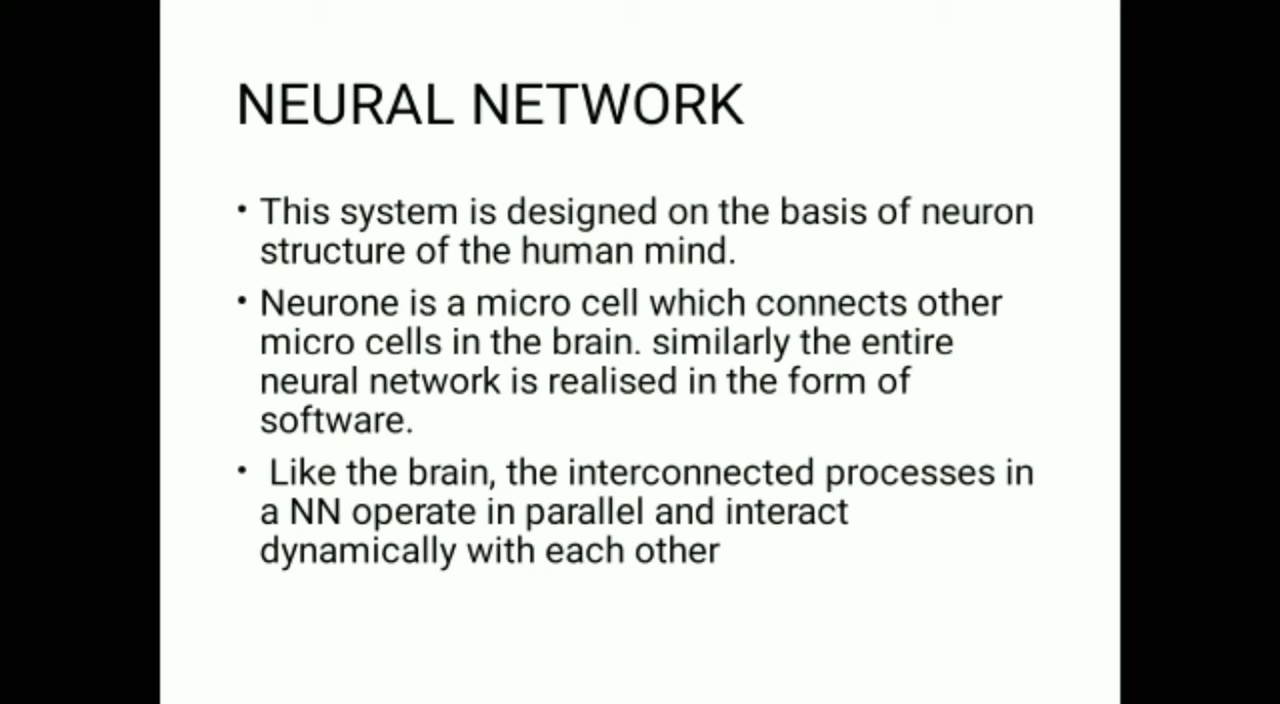 NEURAL NETWORK
• This system is designed on the basis of neuron
structure of the human mind.
• Neurone is a micro cell which connects other
micro cells in the brain. similarly the entire
neural network is realised in the form of
software.
• Like the brain, the interconnected processes in
a NN operate in parallel and interact
dynamically with each other